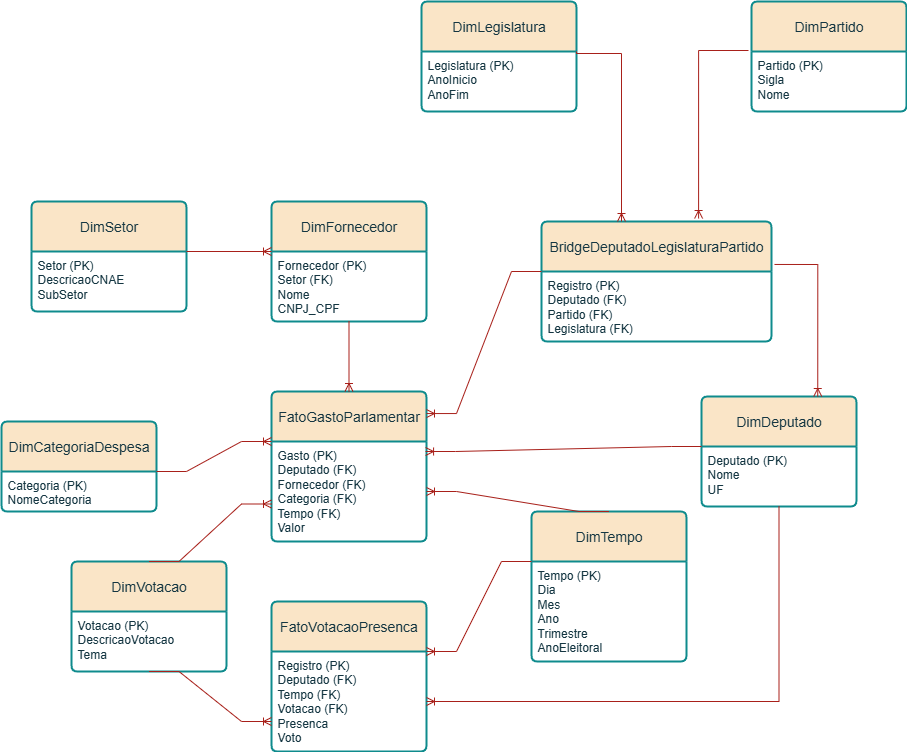 DimLegislatura
Legislatura (PK)
AnoInicio
AnoFim
DimPartido
Partido (PK)
Sigla
Nome
DimSetor
Setor (PK)
DescricaoCNAE
SubSetor
DimFornecedor
Fornecedor (PK)
Setor (FK)
Nome
CNPJ_CPF
BridgeDeputadoLegislaturaPartido
Registro (PK)
Deputado (FK)
Partido (FK)
Legislatura (FK)
DimCategoriaDespesa
Categoria (PK)
NomeCategoria
FatoGastoParlamentar
Gasto (PK)
Deputado (FK)
Fornecedor (FK)
Categoria (FK)
Tempo (FK)
Valor
DimDeputado
Deputado (PK)
Nome
UF
DimVotacao
Votacao (PK)
DescricaoVotacao
Tema
FatoVotacaoPresenca
Registro (PK)
Deputado (FK)
Tempo (FK)
Votacao (FK)
Presenca
Voto
DimTempo
Tempo (PK)
Dia
Mes
Ano
Trimestre
AnoEleitoral